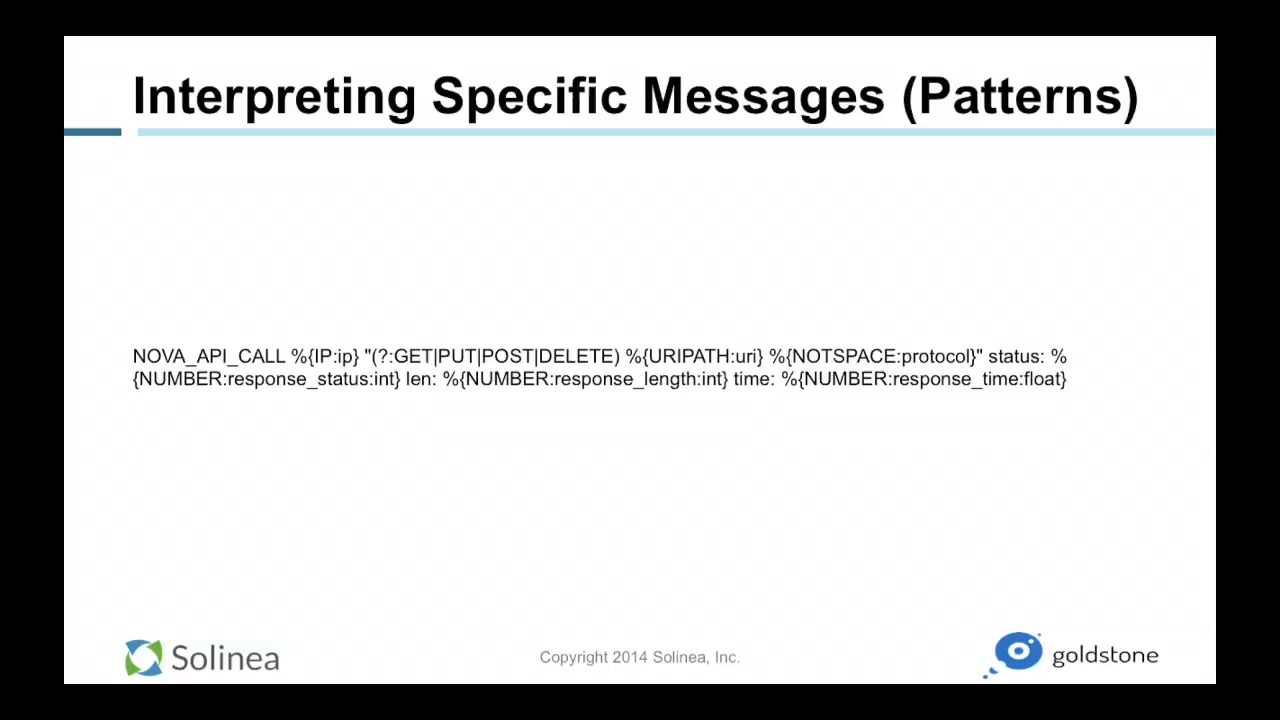 Interpreting Specific Messages (Patterns)
NOVA_API_CALL %{IP:ip} "(?:GET|PUT|POST|DELETE) %{URIPATH:uri} %{NOTSPACE:protocol}" status: %
{NUMBER:response_status:int} len: %{NUMBER:response_length:int} time: %{NUMBER:response_time:float}
Solinea
Copyright 2014 Solinea, Inc.
goldstone